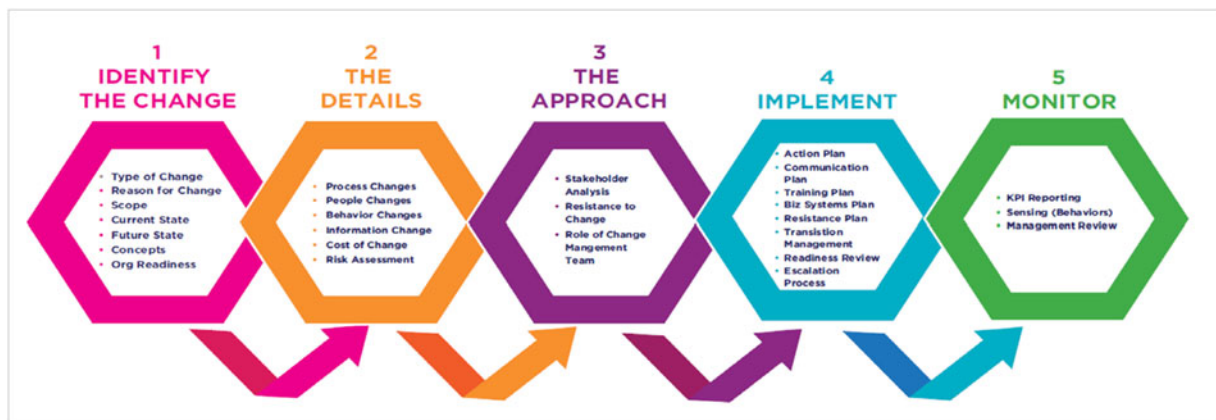 1
IDENTIFY
THE CHANGE
• Type of Change
• Reason for Change
• Scope
• Current State
• Future State
• Concepts
• Org Readiness
2
THE
DETAILS
• Process Changes
• People Changes
• Behavior Changes
• Information Change
• Cost of Change
• Risk Assessment
3
THE
APPROACH
• Stakeholder
Analysis
• Resistance to
Change
• Role of Change
Mangement
Team
4
IMPLEMENT
• Action Plan
• Communication
Plan
• Training Plan
• Biz Systems Plan
• Resistance Plan
• Transistion
Management
• Readiness Review
• Escalation
Process
5
MONITOR
• KPI Reporting
• Sensing (Behaviors)
• Management Review